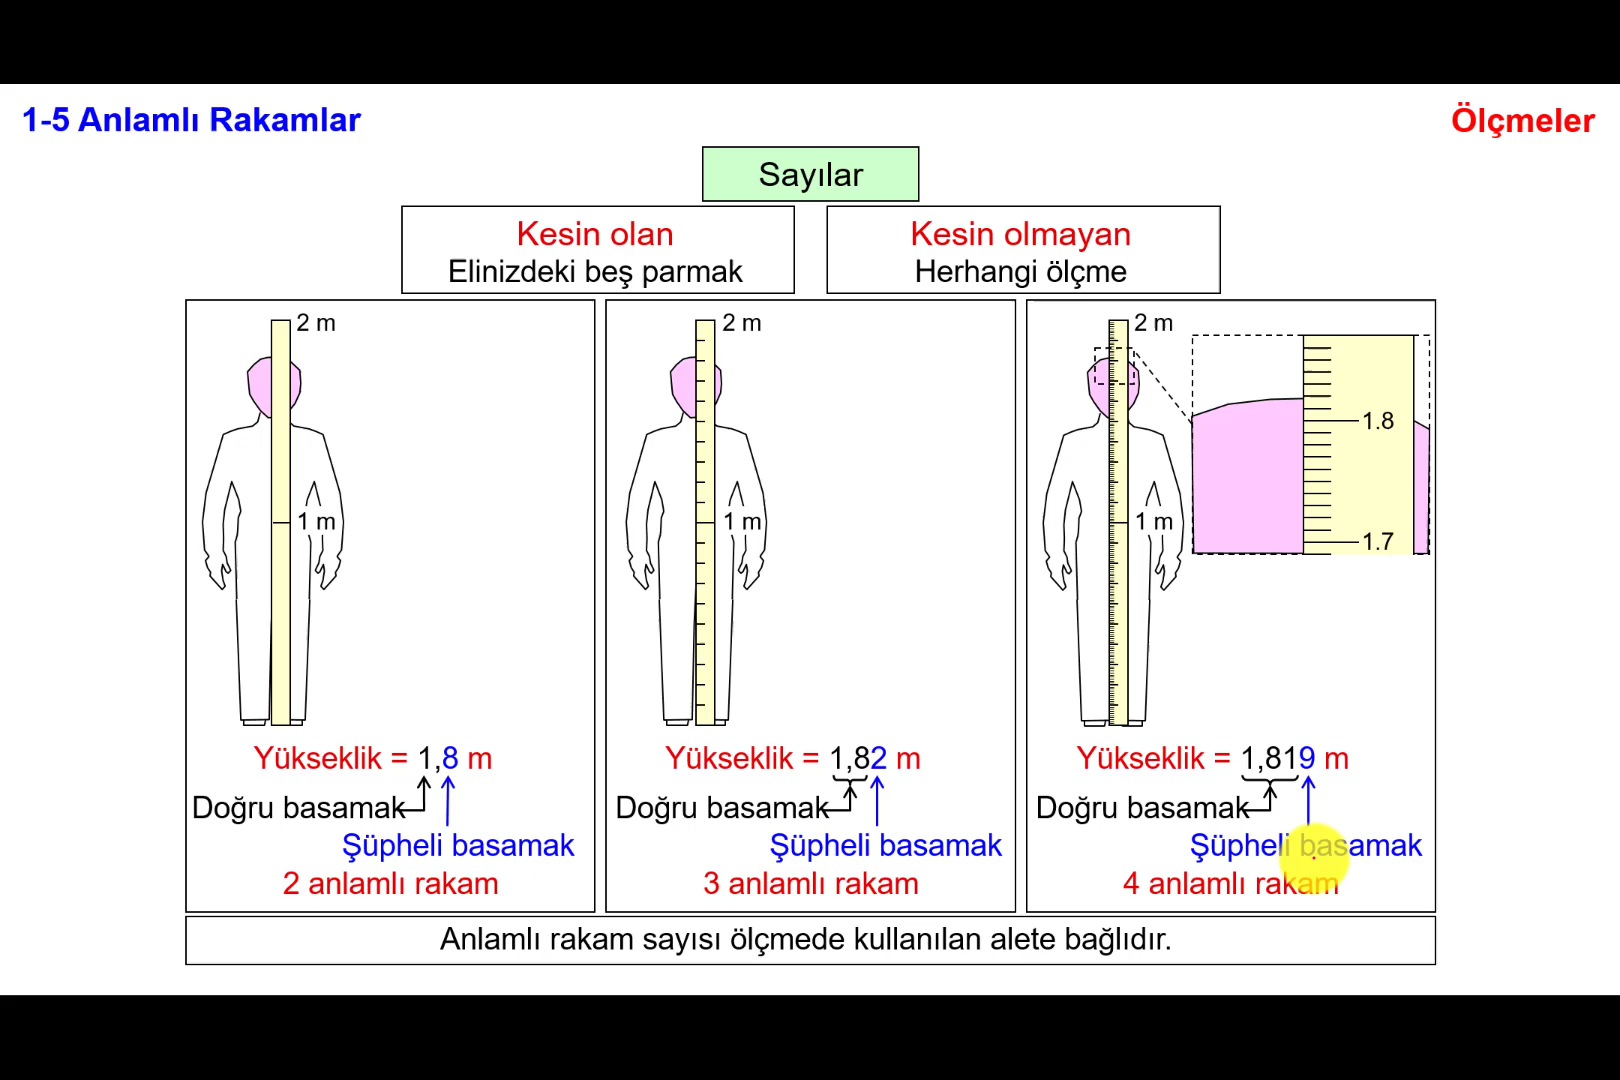 1-5 Anlamlı Rakamlar
Ölçmeler
Sayılar
Kesin olan
Elinizdeki beş parmak
Kesin olmayan
Herhangi ölçme
2 m
1 m
Yükseklik = 1,8 m
Doğru basamak
Şüpheli basamak
2 anlamlı rakam
2 m
1 m
Yükseklik = 1,82 m
Doğru basamak
Şüpheli basamak
3 anlamlı rakam
2 m
1.8
1 m
1.7
Yükseklik = 1,819 m
Doğru basamak
Şüpheli basamak
4 anlamlı rakam
Anlamlı rakam sayısı ölçmede kullanılan alete bağlıdır.